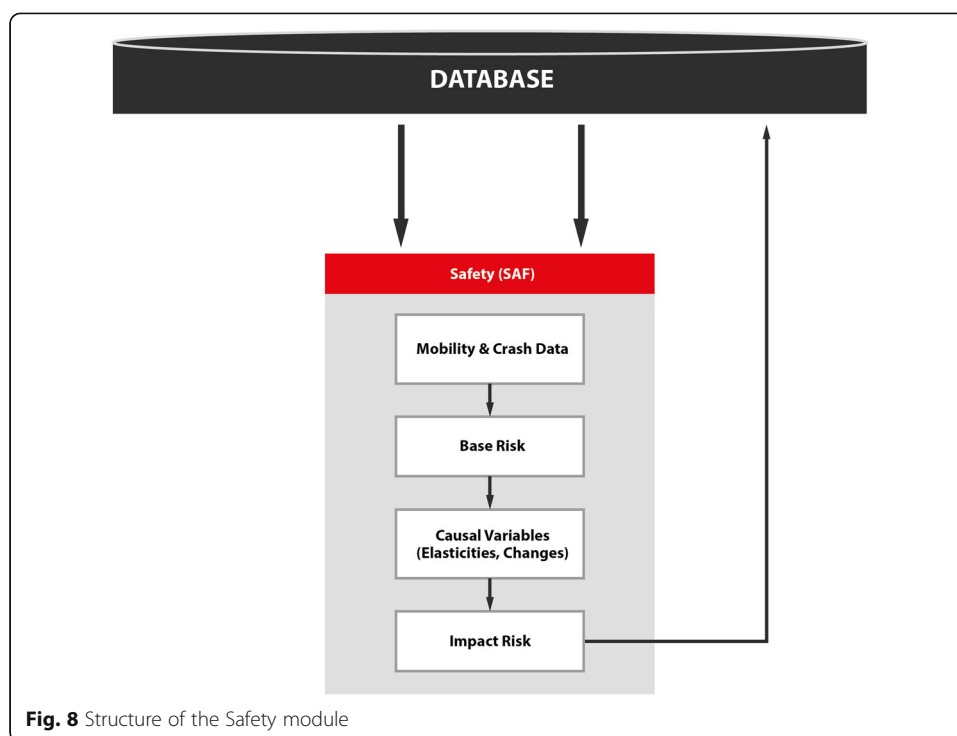 DATABASE
Safety (SAF)
Mobility & Crash Data
Base Risk
Causal Variables
(Elasticities, Changes)
Impact Risk
Fig. 8 Structure of the Safety module